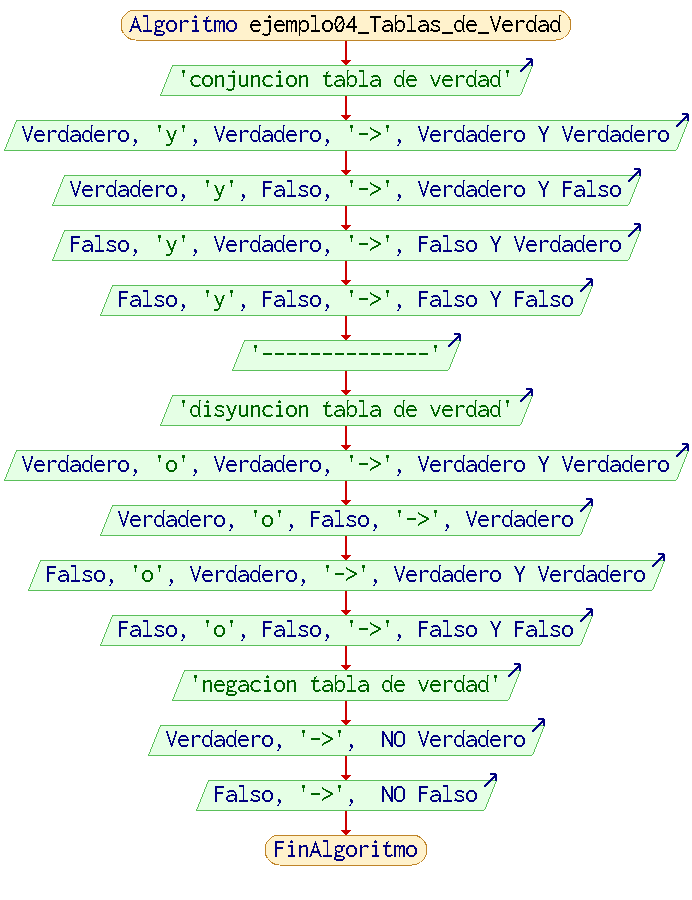 Algoritmo ejemplo04_Tablas_de_Verdad
'conjuncion tabla de verdad'
Verdadero, 'y', Verdadero, '->', Verdadero Y Verdadero
Verdadero, 'y', Falso, '->', Verdadero Y Falso
Falso, 'y', Verdadero, '->', Falso Y Verdadero
Falso, 'y', Falso, '->', Falso Y Falso
'--------------'
'disyuncion tabla de verdad'
Verdadero, 'o', Verdadero, '->', Verdadero Y Verdadero
Verdadero, 'o', Falso, '->', Verdadero
Falso, 'o', Verdadero, '->', Verdadero Y Verdadero
Falso, 'o', Falso, '->', Falso Y Falso
'negacion tabla de verdad'
Verdadero, '->',  NO Verdadero
Falso, '->',  NO Falso
FinAlgoritmo